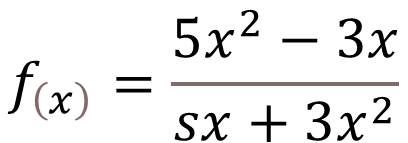 f(x) = (5x² − 3x) / (sx + 3x²)